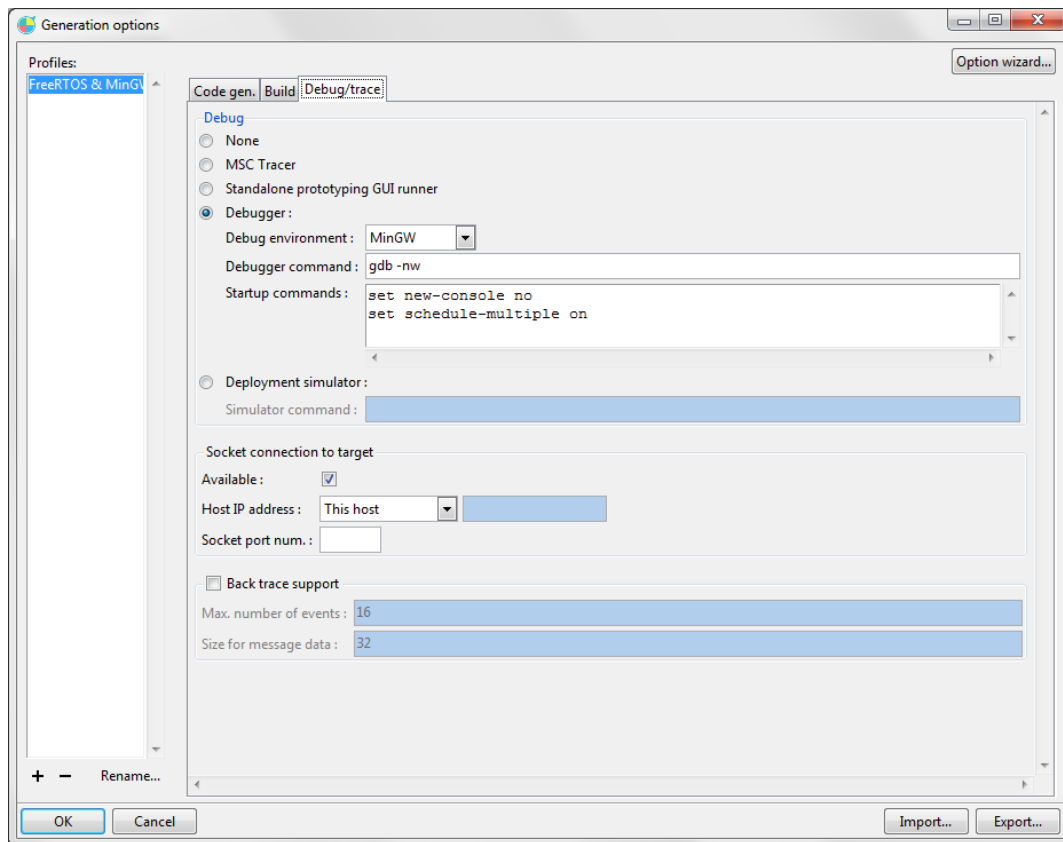 Generation options
Profiles:
Option wizard...
FreeRTOS & MinGW
Code gen. Build Debug/trace
Debug
None
MSC Tracer
Standalone prototyping GUI runner
Debugger :
Debug environment : MinGW
Debugger command : gdb -nw
Startup commands : set new-console no
set schedule-multiple on
Deployment simulator :
Simulator command :
Socket connection to target
Available :
Host IP address : This host
Socket port num. :
Back trace support
Max. number of events : 16
Size for message data : 32
+ − Rename...
OK Cancel Import... Export...